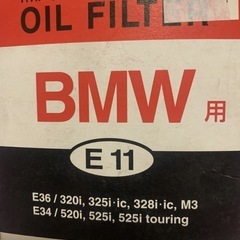 OIL FILTER
BMW用
E 11
E36 / 320i, 325i·ic, 328i·ic, M3
E34 / 520i, 525i, 525i touring